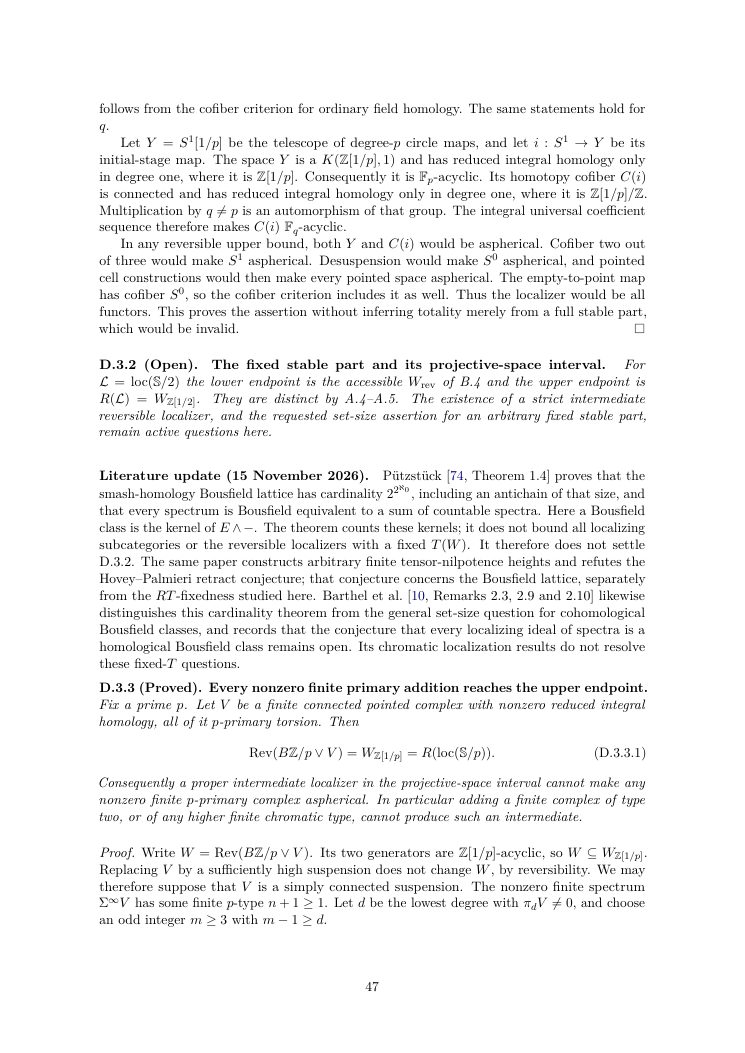 follows from the cofiber criterion for ordinary field homology. The same statements hold for
q.
Let Y = S¹[1/p] be the telescope of degree-p circle maps, and let i : S¹ → Y be its
initial-stage map. The space Y is a K(ℤ[1/p], 1) and has reduced integral homology only
in degree one, where it is ℤ[1/p]. Consequently it is 𝔽ₚ-acyclic. Its homotopy cofiber C(i)
is connected and has reduced integral homology only in degree one, where it is ℤ[1/p]/ℤ.
Multiplication by q ≠ p is an automorphism of that group. The integral universal coefficient
sequence therefore makes C(i) 𝔽_q-acyclic.
In any reversible upper bound, both Y and C(i) would be aspherical. Cofiber two out
of three would make S¹ aspherical. Desuspension would make S⁰ aspherical, and pointed
cell constructions would then make every pointed space aspherical. The empty-to-point map
has cofiber S⁰, so the cofiber criterion includes it as well. Thus the localizer would be all
functors. This proves the assertion without inferring totality merely from a full stable part,
which would be invalid. □
D.3.2 (Open). The fixed stable part and its projective-space interval. For
ℒ = loc(𝕊/2) the lower endpoint is the accessible W_rev of B.4 and the upper endpoint is
R(ℒ) = W_ℤ[1/2]. They are distinct by A.4–A.5. The existence of a strict intermediate
reversible localizer, and the requested set-size assertion for an arbitrary fixed stable part,
remain active questions here.
Literature update (15 November 2026). Pützstück [74, Theorem 1.4] proves that the
smash-homology Bousfield lattice has cardinality 2^{2^{ℵ₀}}, including an antichain of that size, and
that every spectrum is Bousfield equivalent to a sum of countable spectra. Here a Bousfield
class is the kernel of E ∧ −. The theorem counts these kernels; it does not bound all localizing
subcategories or the reversible localizers with a fixed T(W). It therefore does not settle
D.3.2. The same paper constructs arbitrary finite tensor-nilpotence heights and refutes the
Hovey–Palmieri retract conjecture; that conjecture concerns the Bousfield lattice, separately
from the RT-fixedness studied here. Barthel et al. [10, Remarks 2.3, 2.9 and 2.10] likewise
distinguishes this cardinality theorem from the general set-size question for cohomological
Bousfield classes, and records that the conjecture that every localizing ideal of spectra is a
homological Bousfield class remains open. Its chromatic localization results do not resolve
these fixed-T questions.
D.3.3 (Proved). Every nonzero finite primary addition reaches the upper endpoint.
Fix a prime p. Let V be a finite connected pointed complex with nonzero reduced integral
homology, all of it p-primary torsion. Then
Rev(Bℤ/p ∨ V) = W_ℤ[1/p] = R(loc(𝕊/p)). (D.3.3.1)
Consequently a proper intermediate localizer in the projective-space interval cannot make any
nonzero finite p-primary complex aspherical. In particular adding a finite complex of type
two, or of any higher finite chromatic type, cannot produce such an intermediate.
Proof. Write W = Rev(Bℤ/p ∨ V). Its two generators are ℤ[1/p]-acyclic, so W ⊆ W_ℤ[1/p].
Replacing V by a sufficiently high suspension does not change W, by reversibility. We may
therefore suppose that V is a simply connected suspension. The nonzero finite spectrum
Σ^∞V has some finite p-type n + 1 ≥ 1. Let d be the lowest degree with π_dV ≠ 0, and choose
an odd integer m ≥ 3 with m − 1 ≥ d.
47